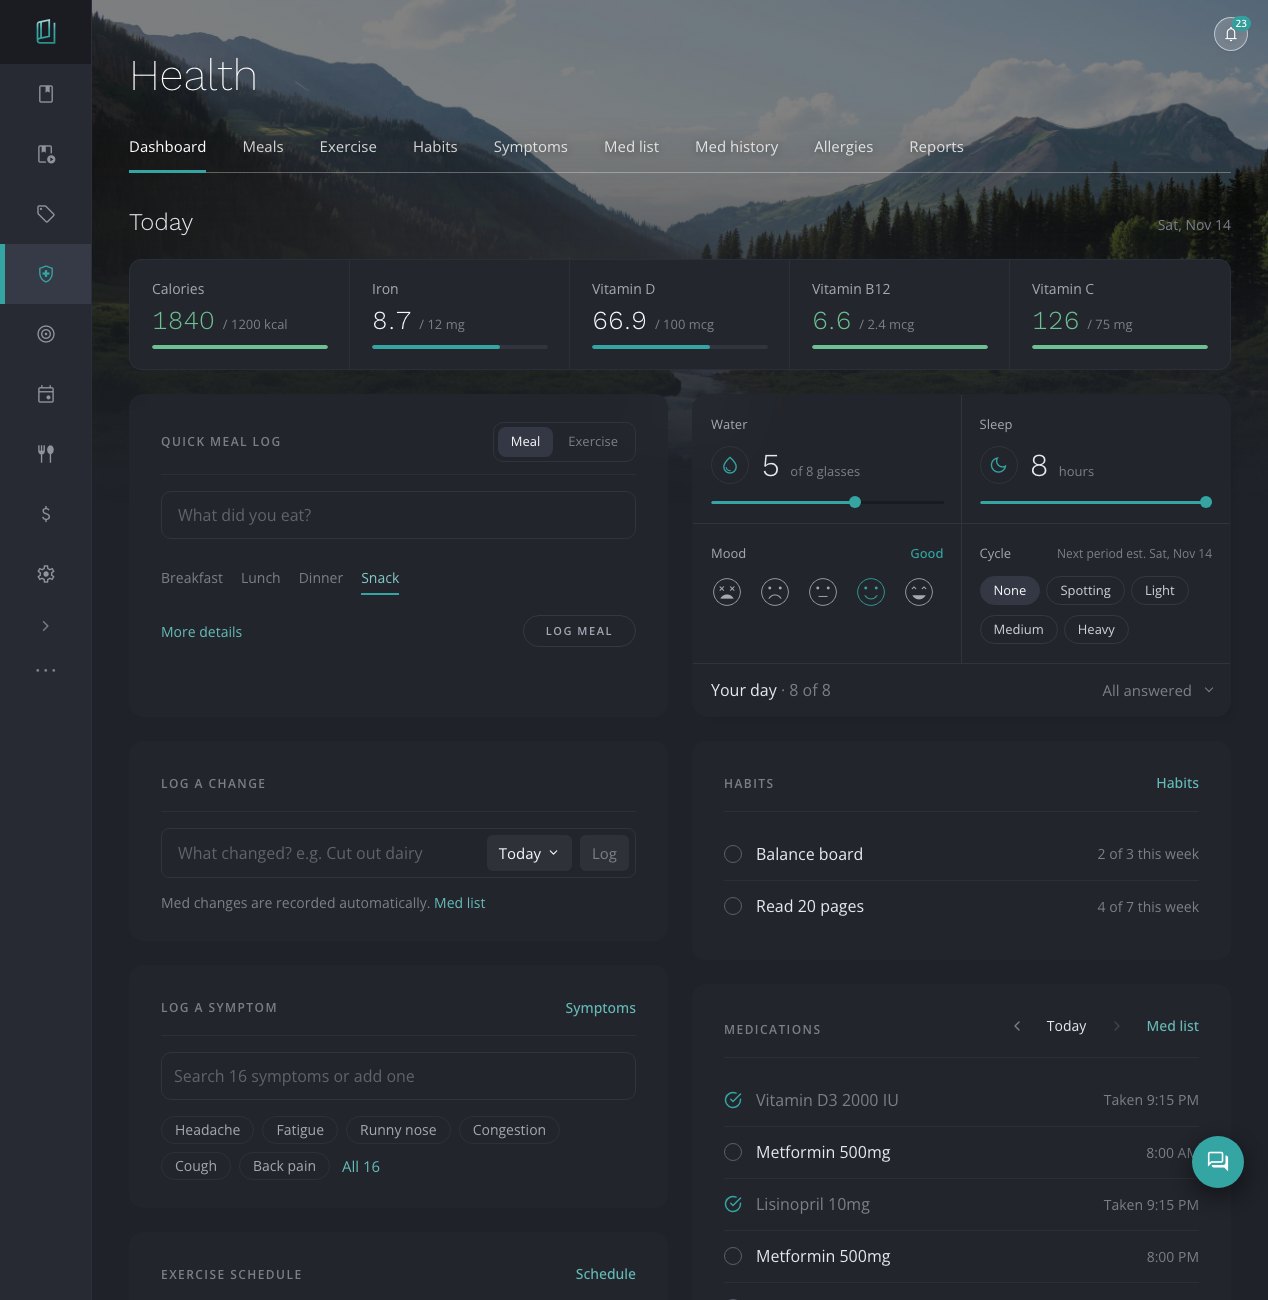 23
Health
Dashboard Meals Exercise Habits Symptoms Med list Med history Allergies Reports
Today Sat, Nov 14
Calories Iron Vitamin D Vitamin B12 Vitamin C
1840 / 1200 kcal 8.7 / 12 mg 66.9 / 100 mcg 6.6 / 2.4 mcg 126 / 75 mg
QUICK MEAL LOG Meal Exercise
What did you eat?
Breakfast Lunch Dinner Snack
More details LOG MEAL
Water
5 of 8 glasses
Sleep
8 hours
Mood Good
Cycle Next period est. Sat, Nov 14
None Spotting Light
Medium Heavy
Your day · 8 of 8 All answered
LOG A CHANGE
What changed? e.g. Cut out dairy Today Log
Med changes are recorded automatically. Med list
HABITS Habits
Balance board 2 of 3 this week
Read 20 pages 4 of 7 this week
LOG A SYMPTOM Symptoms
Search 16 symptoms or add one
Headache Fatigue Runny nose Congestion
Cough Back pain All 16
MEDICATIONS Today Med list
Vitamin D3 2000 IU Taken 9:15 PM
Metformin 500mg 8:00 AM
Lisinopril 10mg Taken 9:15 PM
Metformin 500mg 8:00 PM
EXERCISE SCHEDULE Schedule